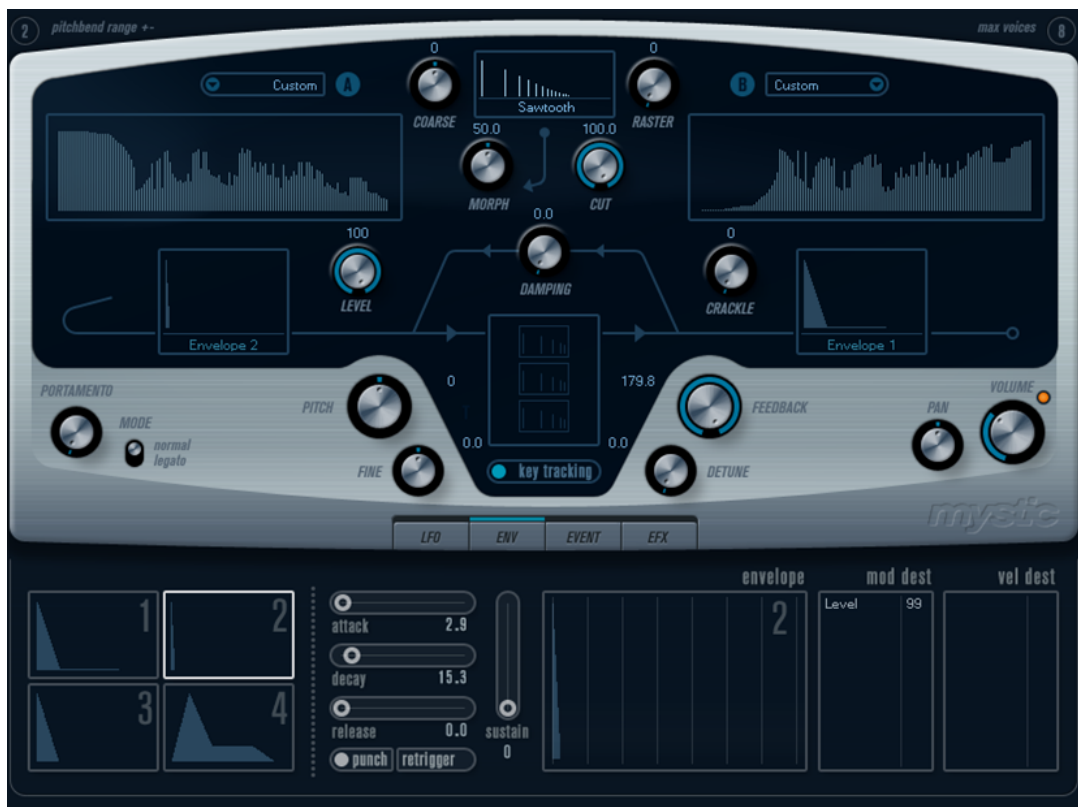 2 pitchbend range +- max voices 8
0 0
Custom A Sawtooth B Custom
COARSE RASTER
50.0 100.0
MORPH CUT
0.0
100 0
DAMPING
LEVEL CRACKLE
Envelope 2 Envelope 1
PORTAMENTO 0 179.8 VOLUME
PITCH FEEDBACK PAN
MODE
normal
legato
0.0 0.0
FINE key tracking DETUNE
mystic
LFO ENV EVENT EFX
envelope mod dest vel dest
1 2 attack 2.9 2 Level 99
decay 15.3
3 4 release 0.0 sustain
punch retrigger 0